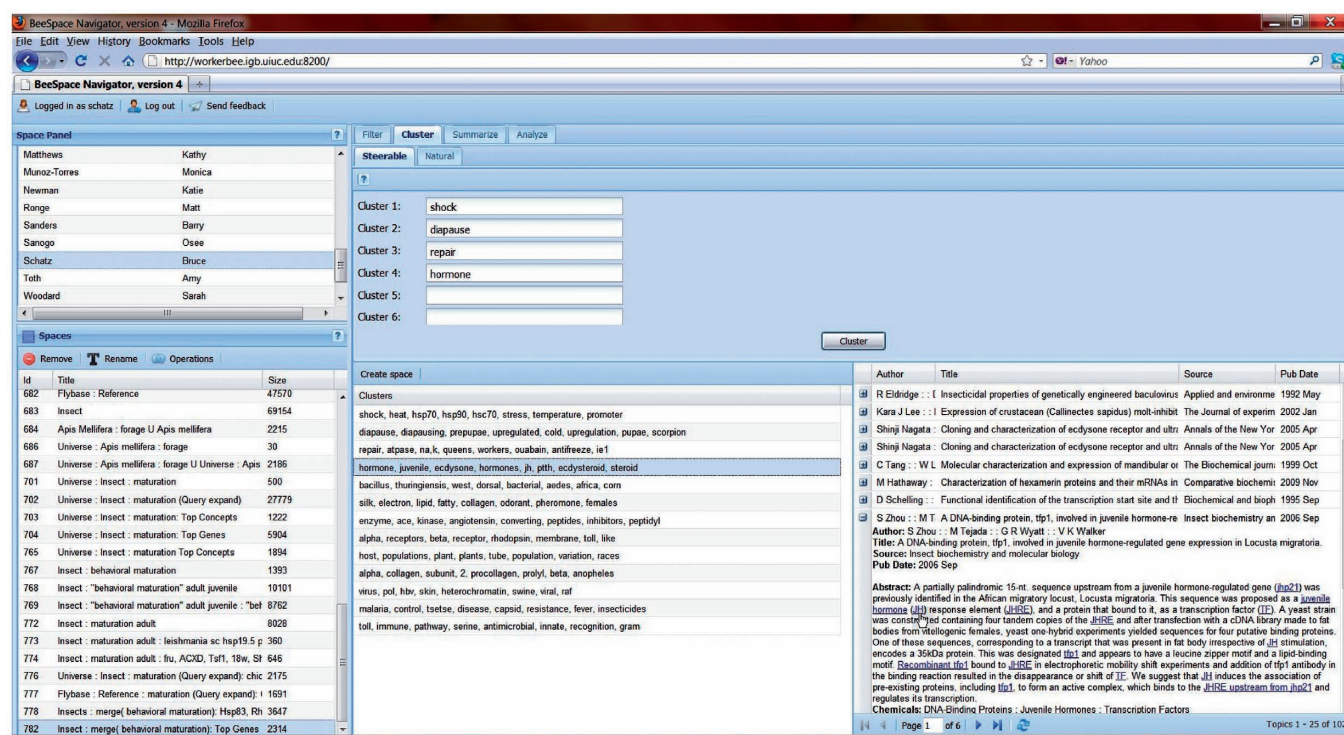 BeeSpace Navigator, version 4 - Mozilla Firefox
File Edit View History Bookmarks Tools Help
http://workerbee.igb.uiuc.edu:8200/
Yahoo
BeeSpace Navigator, version 4
Logged in as schatz Log out Send feedback
Space Panel ?
Matthews Kathy
Munoz-Torres Monica
Newman Katie
Ronge Matt
Sanders Barry
Sanogo Osee
Schatz Bruce
Toth Amy
Woodard Sarah
Spaces ?
Remove Rename Operations
Id Title Size
682 Flybase : Reference 47570
683 Insect 69154
684 Apis Mellifera : forage U Apis mellifera 2215
686 Universe : Apis mellifera : forage 30
687 Universe : Apis mellifera : forage U Universe : Apis 2186
701 Universe : Insect : maturation 500
702 Universe : Insect : maturation (Query expand) 27779
703 Universe : Insect : maturation: Top Concepts 1222
704 Universe : Insect : maturation: Top Genes 5904
765 Universe : Insect : maturation Top Concepts 1894
767 Insect : behavioral maturation 1393
768 Insect : "behavioral maturation" adult juvenile 10101
769 Insect : "behavioral maturation" adult juvenile : "bet 8762
772 Insect : maturation adult 8028
773 Insect : maturation adult : leishmania sc hsp19.5 p 360
774 Insect : maturation adult : fru, ACXD, Tsf1, 18w, Sh 646
776 Universe : Insect : maturation (Query expand): chic 2175
777 Flybase : Reference : maturation (Query expand): 1691
778 Insects : merge( behavioral maturation): Hsp83, Rh 3647
782 Insect : merge( behavioral maturation): Top Genes 2314
Filter Cluster Summarize Analyze
Steerable Natural
?
Cluster 1: shock
Cluster 2: diapause
Cluster 3: repair
Cluster 4: hormone
Cluster 5:
Cluster 6:
Cluster
Create space
Clusters
shock, heat, hsp70, hsp90, hsc70, stress, temperature, promoter
diapause, diapausing, prepupae, upregulated, cold, upregulation, pupae, scorpion
repair, atpase, na,k, queens, workers, ouabain, antifreeze, ie1
hormone, juvenile, ecdysone, hormones, jh, ptth, ecdysteroid, steroid
bacillus, thuringiensis, west, dorsal, bacterial, aedes, africa, corn
silk, electron, lipid, fatty, collagen, odorant, pheromone, females
enzyme, ace, kinase, angiotensin, converting, peptides, inhibitors, peptidyl
alpha, receptors, beta, receptor, rhodopsin, membrane, toll, like
host, populations, plant, plants, tube, population, variation, races
alpha, collagen, subunit, 2, procollagen, prolyl, beta, anopheles
virus, pol, hbv, skin, heterochromatin, swine, viral, raf
malaria, control, tsetse, disease, capsid, resistance, fever, insecticides
toll, immune, pathway, serine, antimicrobial, innate, recognition, gram
Author Title Source Pub Date
R Eldridge : : Insecticidal properties of genetically engineered baculovirus Applied and environme 1992 May
Kara J Lee : : Expression of crustacean (Callinectes sapidus) molt-inhibit The Journal of experim 2002 Jan
Shinji Nagata : Cloning and characterization of ecdysone receptor and ultra Annals of the New Yor 2005 Apr
Shinji Nagata : Cloning and characterization of ecdysone receptor and ultra Annals of the New Yor 2005 Apr
C Tang : : W L Molecular characterization and expression of mandibular or The Biochemical journa 1999 Oct
M Hathaway : Characterization of hexamerin proteins and their mRNAs in Comparative biochemis 2009 Nov
D Schelling : : Functional identification of the transcription start site and th Biochemical and bioph 1995 Sep
S Zhou : : M T A DNA-binding protein, tfp1, involved in juvenile hormone-re Insect biochemistry an 2006 Sep
Author: S Zhou : : M Tejada : : G R Wyatt : : V K Walker
Title: A DNA-binding protein, tfp1, involved in juvenile hormone-regulated gene expression in Locusta migratoria.
Source: Insect biochemistry and molecular biology
Pub Date: 2006 Sep
Abstract: A partially palindromic 15-nt. sequence upstream from a juvenile hormone-regulated gene (jhp21) was
previously identified in the African migratory locust, Locusta migratoria. This sequence was proposed as a juvenile
hormone (JH) response element (JHRE), and a protein that bound to it, as a transcription factor (TF). A yeast strain
was constructed containing four tandem copies of the JHRE and after transfection with a cDNA library made to fat
bodies from vitellogenic females, yeast one-hybrid experiments yielded sequences for four putative binding proteins.
One of these sequences, corresponding to a transcript that was present in fat body irrespective of JH stimulation,
encodes a 35kDa protein. This was designated tfp1 and appears to have a leucine zipper motif and a lipid-binding
motif. Recombinant tfp1 bound to JHRE in electrophoretic mobility shift experiments and addition of tfp1 antibody in
the binding reaction resulted in the disappearance or shift of TF. We suggest that JH induces the association of
pre-existing proteins, including tfp1, to form an active complex, which binds to the JHRE upstream from jhp21 and
regulates its transcription.
Chemicals: DNA-Binding Proteins : Juvenile Hormones : Transcription Factors
Page 1 of 6 Topics 1 - 25 of 102